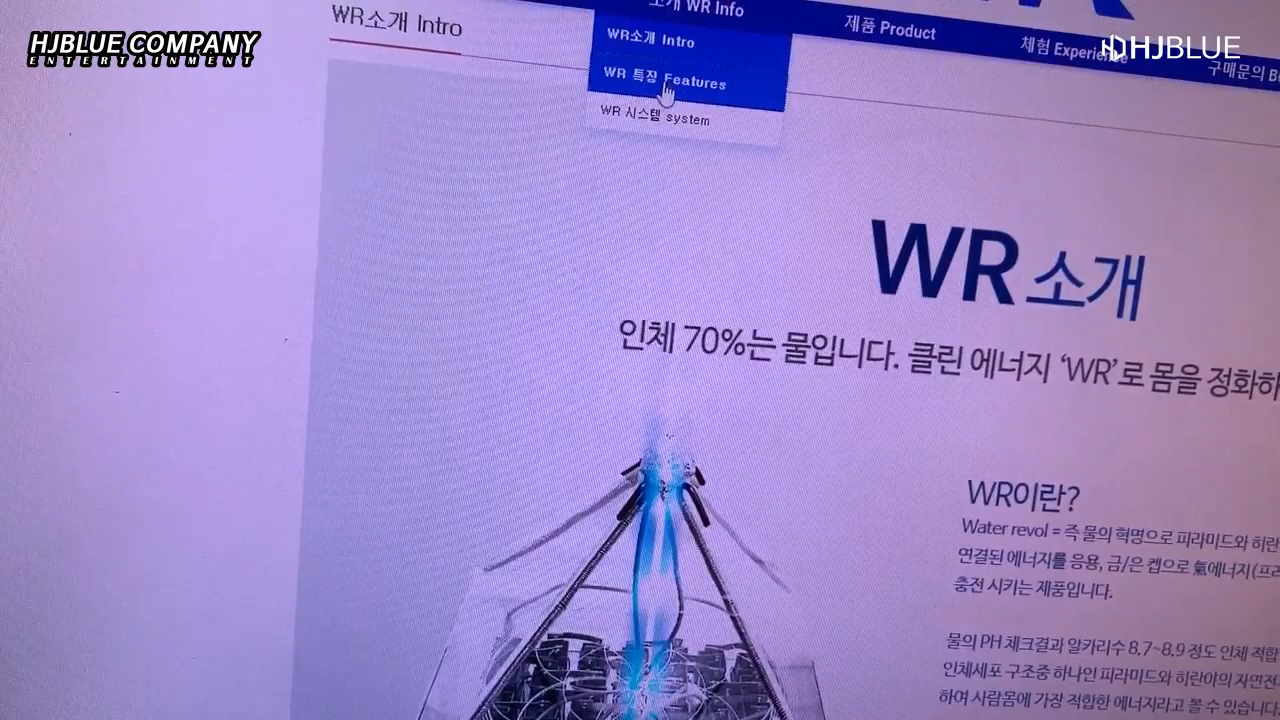 HJBLUE COMPANY
ENTERTAINMENT
HJBLUE
WR소개 Intro
소개 WR Info
제품 Product
체험 Experience
구매문의
WR소개 Intro
WR 특징 Features
WR 시스템 system
WR 소개
인체 70%는 물입니다. 클린 에너지 ‘WR’로 몸을 정화하
WR이란?
Water revol = 즉 물의 혁명으로 피라미드와 히란
연결된 에너지를 응용, 금/은 켑으로 氣에너지(프라
충전 시키는 제품입니다.
물의 PH 체크결과 알카리수 8.7~8.9 정도 인체 적합
인체세포 구조중 하나인 피라미드와 히란야의 자연전
하여 사람몸에 가장 적합한 에너지라고 볼 수 있습니다